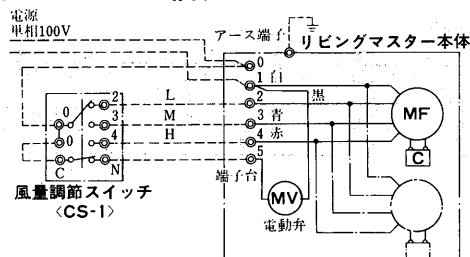 電源
単相100V
アース端子
リビングマスター本体
0
1 白
2 黒
3 青
4 赤
5
端子台
L
M
H
0
2
3
0
4
C
N
風量調節スイッチ
〈CS-1〉
MF
C
MV
電動弁